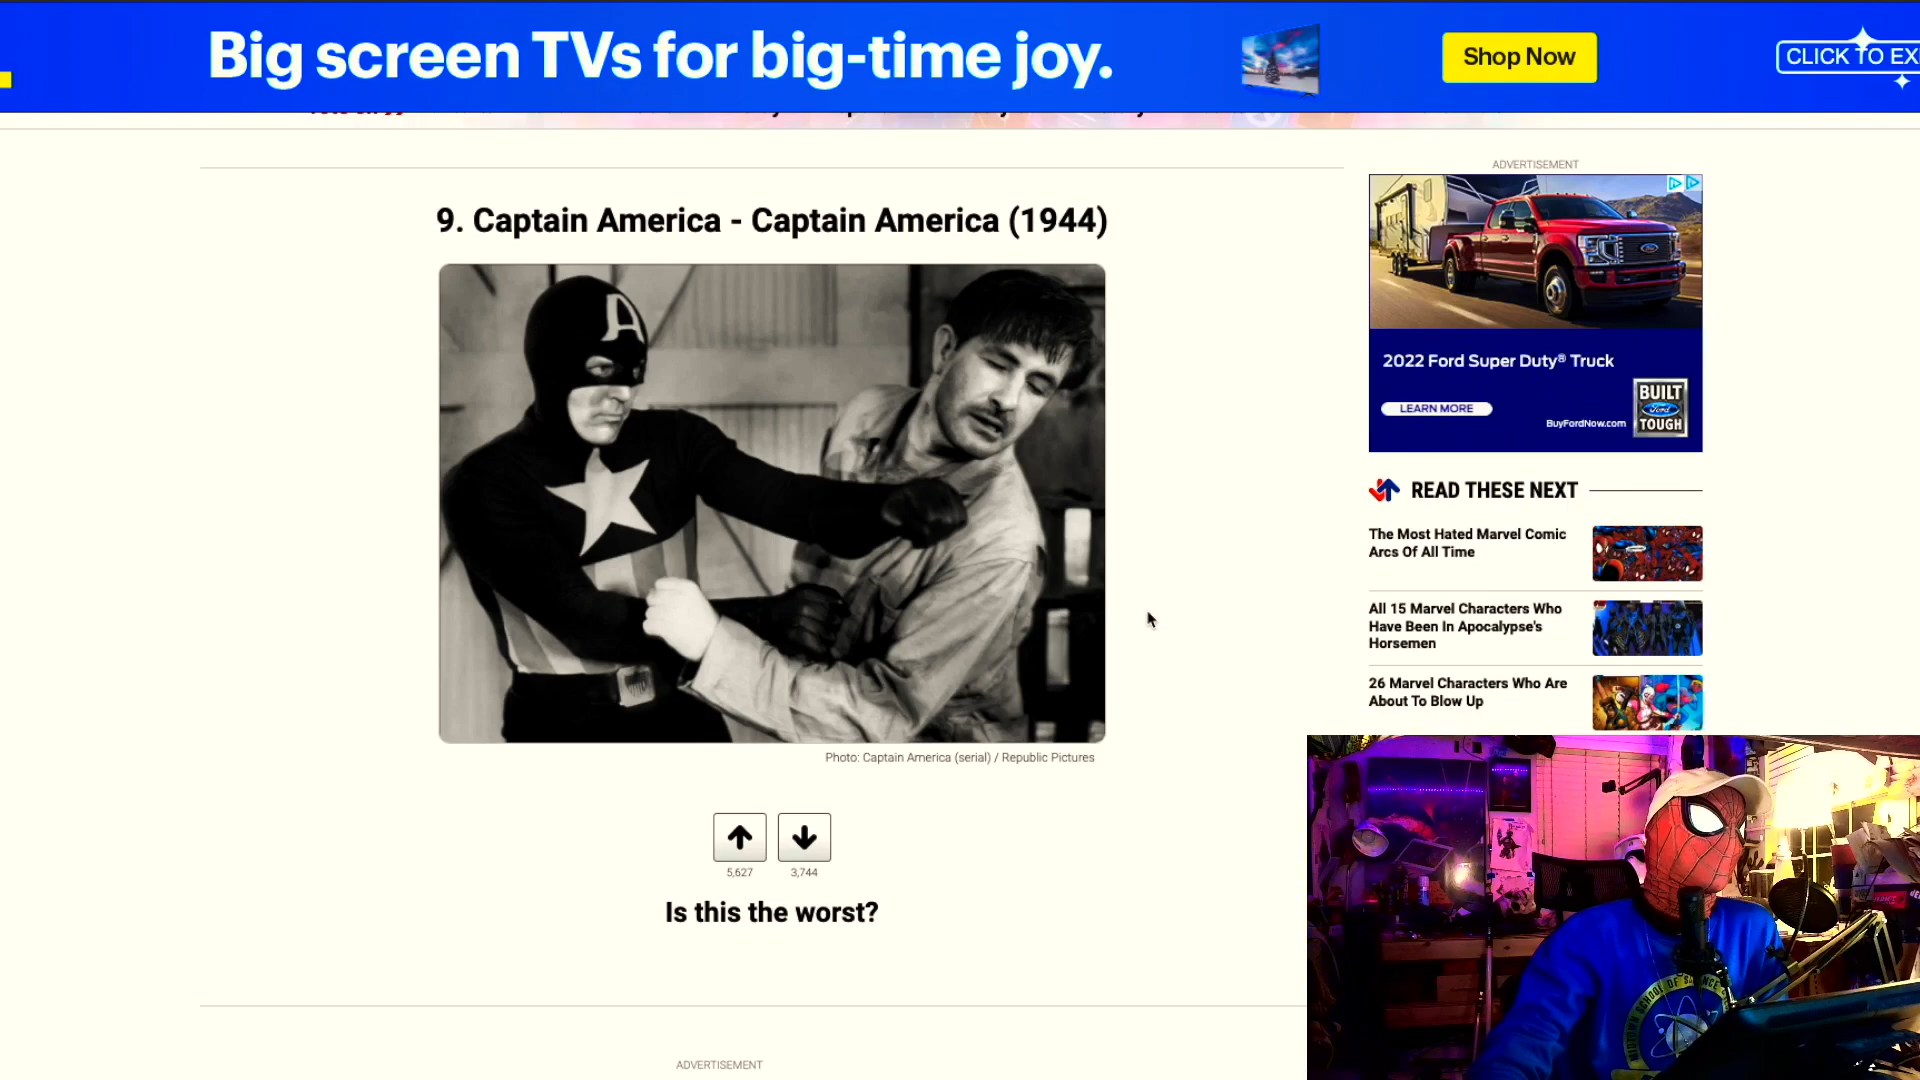 Big screen TVs for big-time joy.
Shop Now
CLICK TO EX
9. Captain America - Captain America (1944)
A
Photo: Captain America (serial) / Republic Pictures
5,627
3,744
Is this the worst?
ADVERTISEMENT
ADVERTISEMENT
2022 Ford Super Duty® Truck
LEARN MORE
BuyFordNow.com
BUILT
Ford
TOUGH
READ THESE NEXT
The Most Hated Marvel Comic
Arcs Of All Time
All 15 Marvel Characters Who
Have Been In Apocalypse's
Horsemen
26 Marvel Characters Who Are
About To Blow Up
MIDTOWN SCHOOL OF SCIENCE